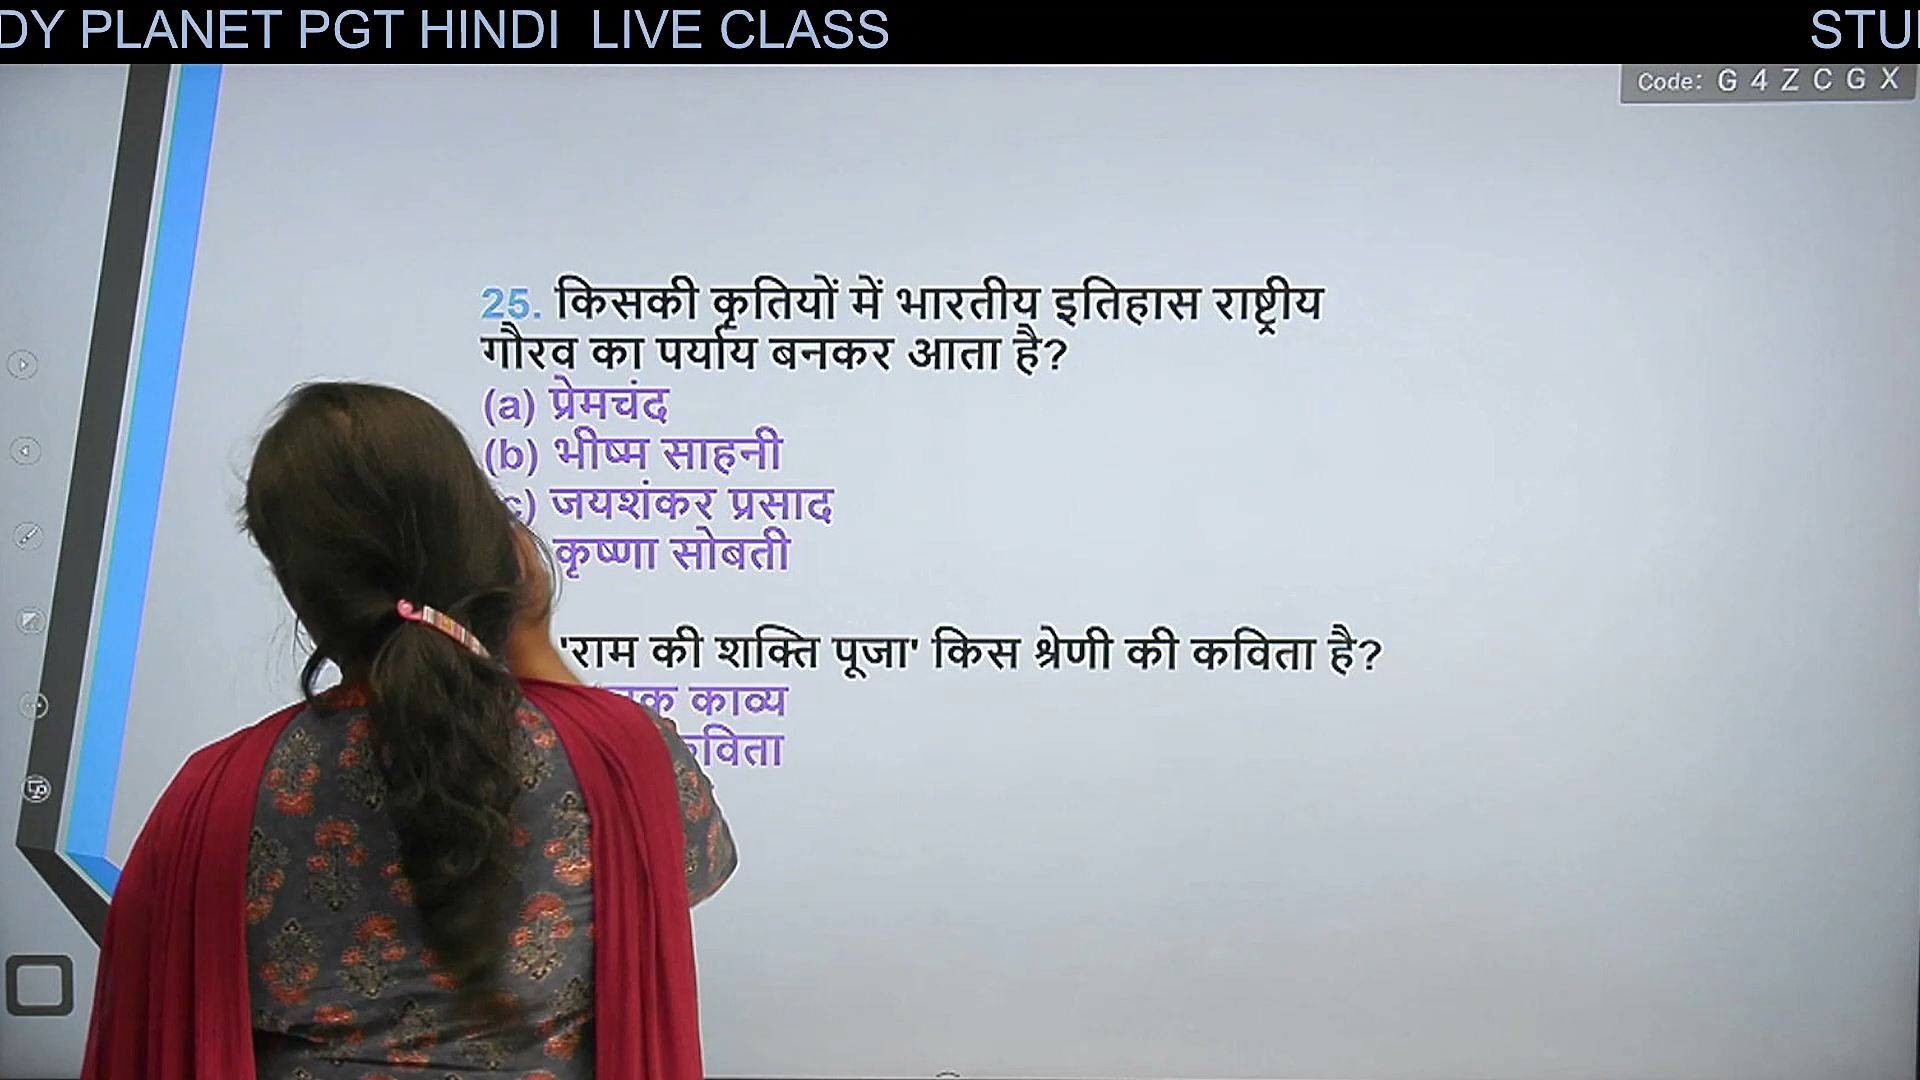 DY PLANET PGT HINDI LIVE CLASS STU
Code: G 4 Z C G X
25. किसकी कृतियों में भारतीय इतिहास राष्ट्रीय
गौरव का पर्याय बनकर आता है?
(a) प्रेमचंद
(b) भीष्म साहनी
c) जयशंकर प्रसाद
कृष्णा सोबती
'राम की शक्ति पूजा' किस श्रेणी की कविता है?
काव्य